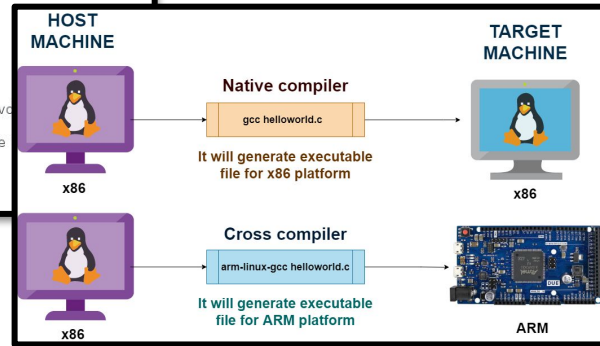 HOST
MACHINE
TARGET
MACHINE
Native compiler
gcc helloworld.c
It will generate executable
file for x86 platform
x86
x86
Cross compiler
arm-linux-gcc helloworld.c
It will generate executable
file for ARM platform
x86
ARM
DUE